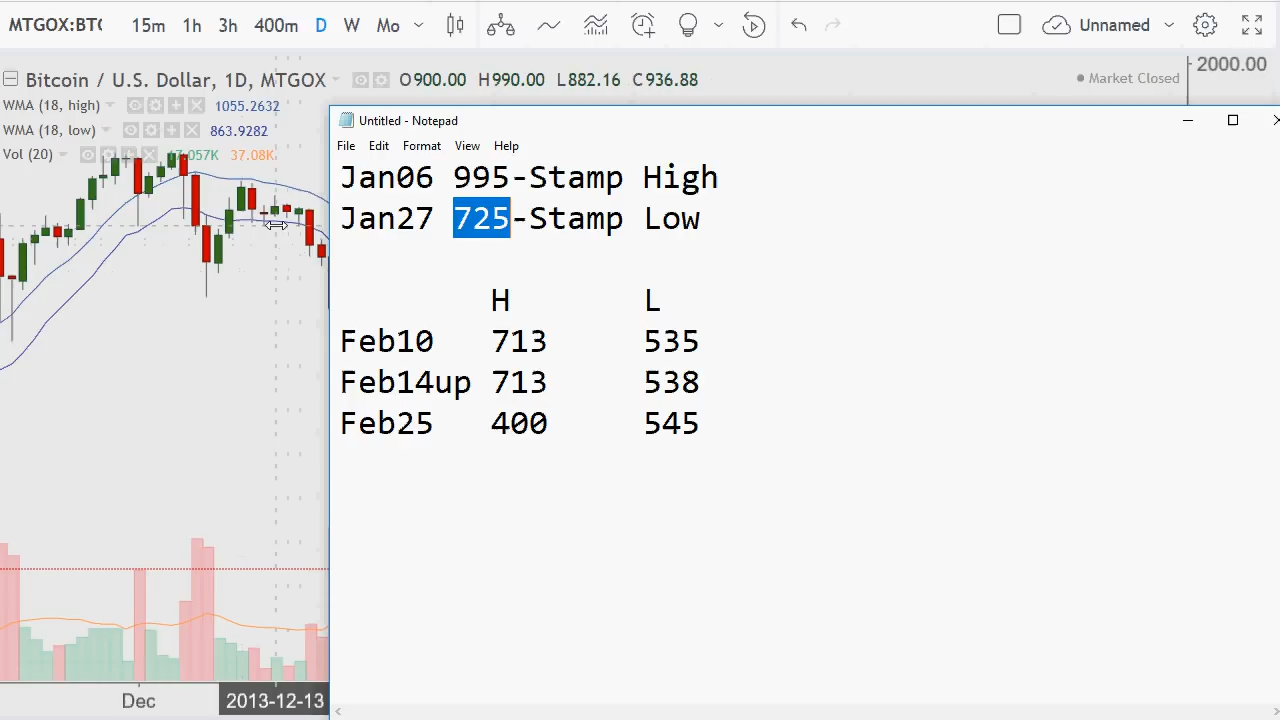 MTGOX:BTC 15m 1h 3h 400m D W Mo Unnamed
Bitcoin / U.S. Dollar, 1D, MTGOX O900.00 H990.00 L882.16 C936.88 Market Closed 2000.00
WMA (18, high) 1055.2632
WMA (18, low) 863.9282
Vol (20) 17.057K 37.08K
Untitled - Notepad
File Edit Format View Help
Jan06 995-Stamp High
Jan27 725-Stamp Low
H L
Feb10 713 535
Feb14up 713 538
Feb25 400 545
Dec 2013-12-13